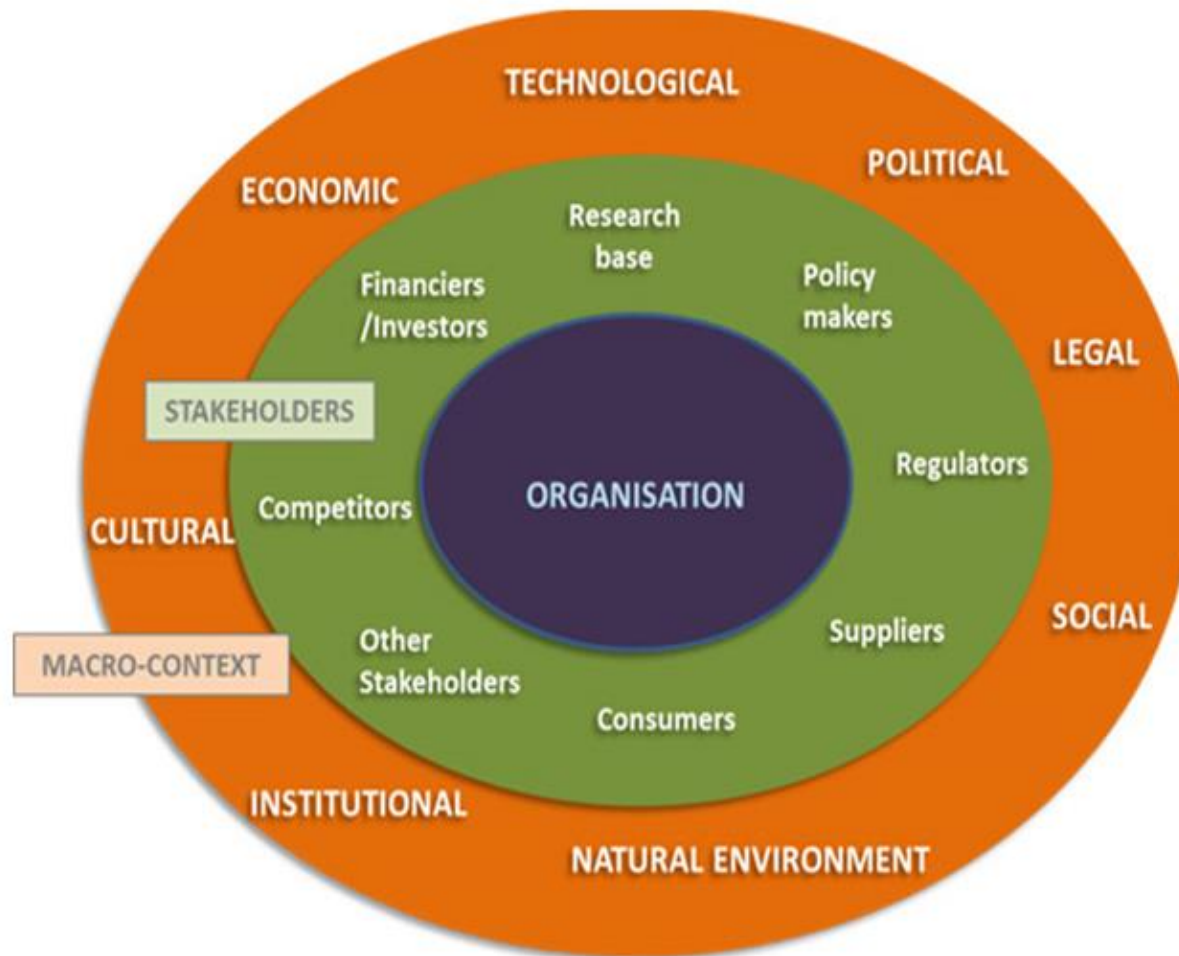 TECHNOLOGICAL
POLITICAL
ECONOMIC
Research
base
Policy
makers
Financiers
/Investors
LEGAL
STAKEHOLDERS
Regulators
ORGANISATION
Competitors
CULTURAL
SOCIAL
Suppliers
Other
Stakeholders
MACRO-CONTEXT
Consumers
INSTITUTIONAL
NATURAL ENVIRONMENT